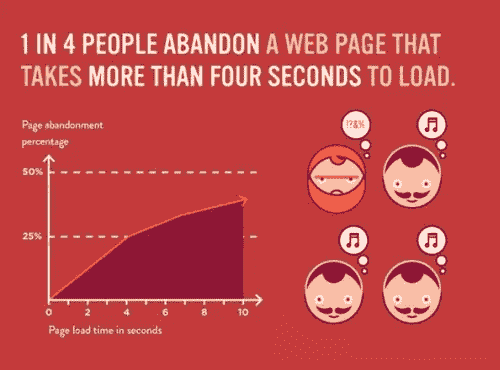 1 IN 4 PEOPLE ABANDON A WEB PAGE THAT
TAKES MORE THAN FOUR SECONDS TO LOAD.
Page abandonment
percentage
50%
25%
0 2 4 6 8 10
Page load time in seconds
!?&%